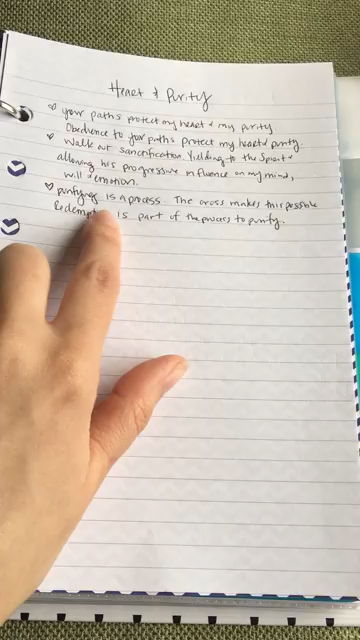 Heart & Purity
♡ your paths protect my heart & my purity
Obedience to your paths protect my heart & purity.
♡ Walk out sancrification. Yielding to the Spirit &
allowing his progressive influence on my mind,
will & emotion.
♡ purifying is a process. The cross makes this possible
Redempt is part of the process to purity.